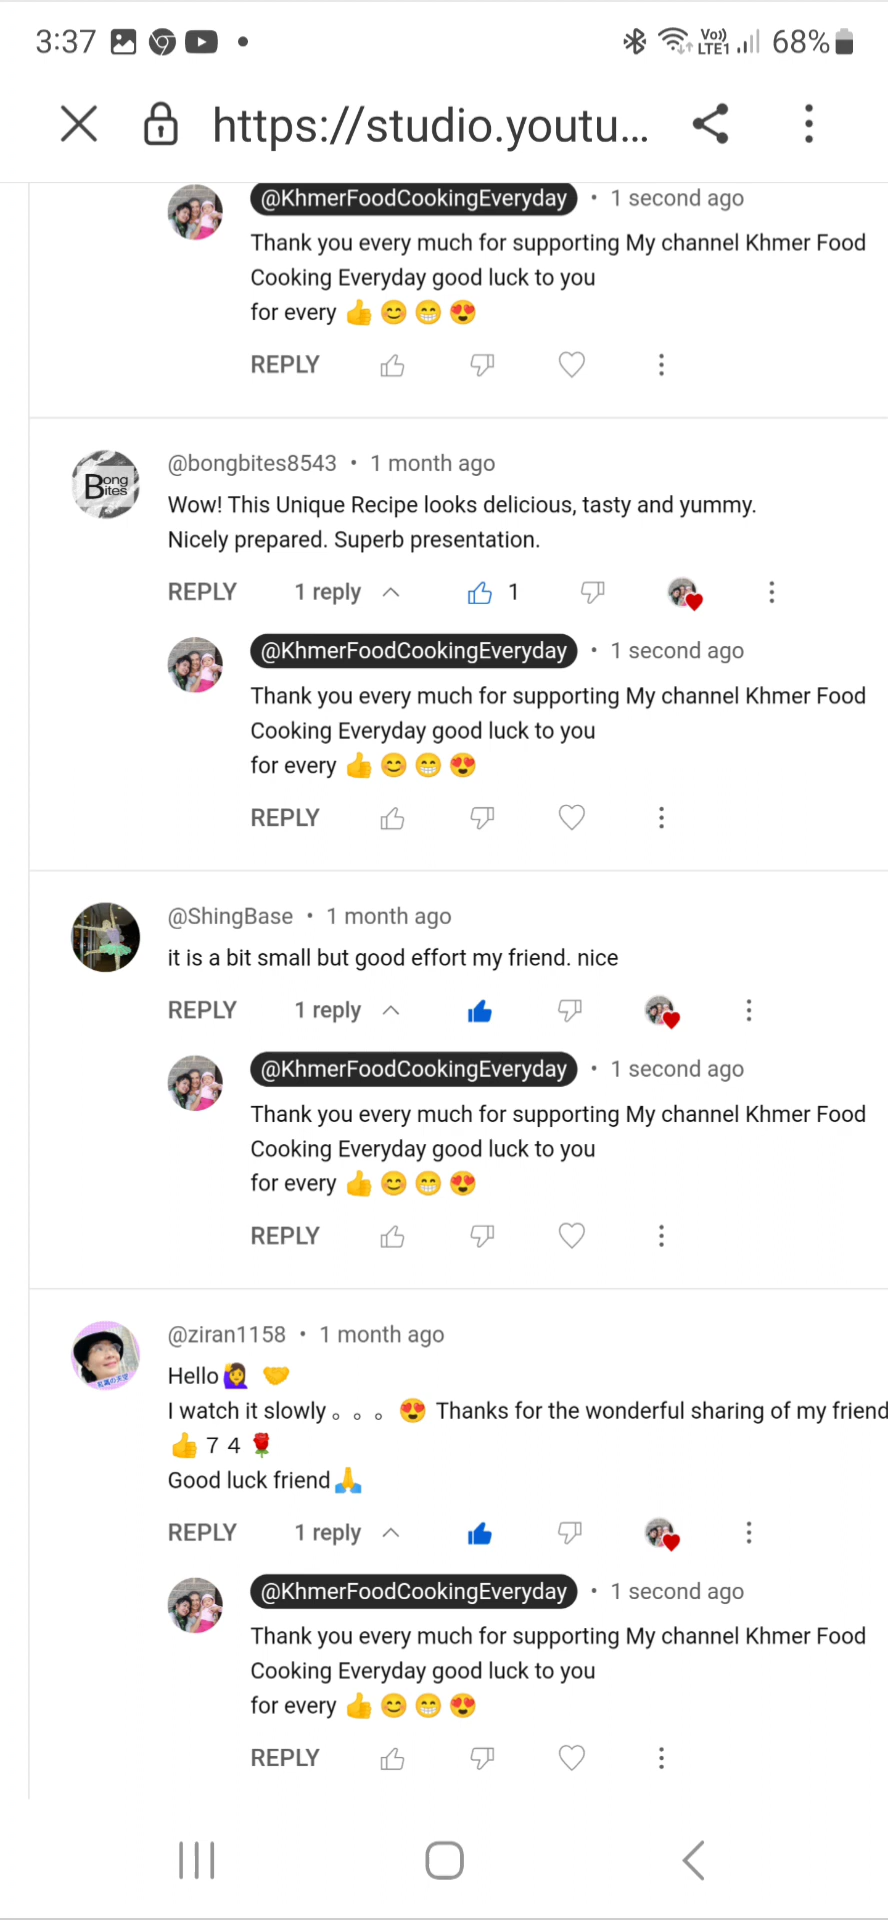 3:37 Vo)) LTE1 68%
https://studio.youtu...
@KhmerFoodCookingEveryday • 1 second ago
Thank you every much for supporting My channel Khmer Food
Cooking Everyday good luck to you
for every 👍 😊 😁 😍
REPLY
Bong
Bites
@bongbites8543 • 1 month ago
Wow! This Unique Recipe looks delicious, tasty and yummy.
Nicely prepared. Superb presentation.
REPLY 1 reply 1
@KhmerFoodCookingEveryday • 1 second ago
Thank you every much for supporting My channel Khmer Food
Cooking Everyday good luck to you
for every 👍 😊 😁 😍
REPLY
@ShingBase • 1 month ago
it is a bit small but good effort my friend. nice
REPLY 1 reply
@KhmerFoodCookingEveryday • 1 second ago
Thank you every much for supporting My channel Khmer Food
Cooking Everyday good luck to you
for every 👍 😊 😁 😍
REPLY
@ziran1158 • 1 month ago
Hello🙋‍♀️ 🤝
I watch it slowly。。。😍 Thanks for the wonderful sharing of my friend
👍 7 4 🌹
Good luck friend🙏
REPLY 1 reply
@KhmerFoodCookingEveryday • 1 second ago
Thank you every much for supporting My channel Khmer Food
Cooking Everyday good luck to you
for every 👍 😊 😁 😍
REPLY